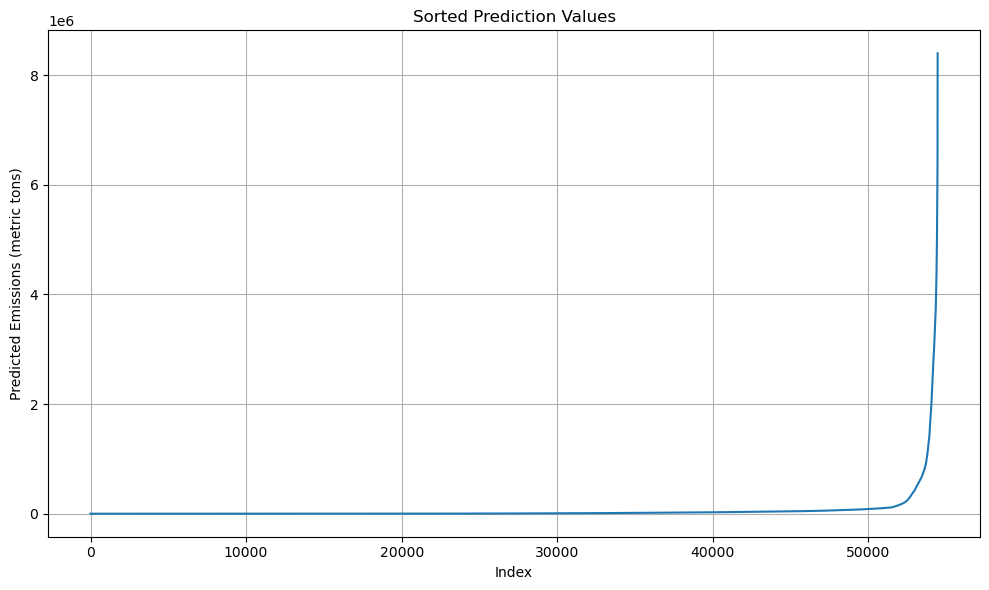 Sorted Prediction Values
1e6
8
6
4
2
0
Predicted Emissions (metric tons)
0 10000 20000 30000 40000 50000
Index